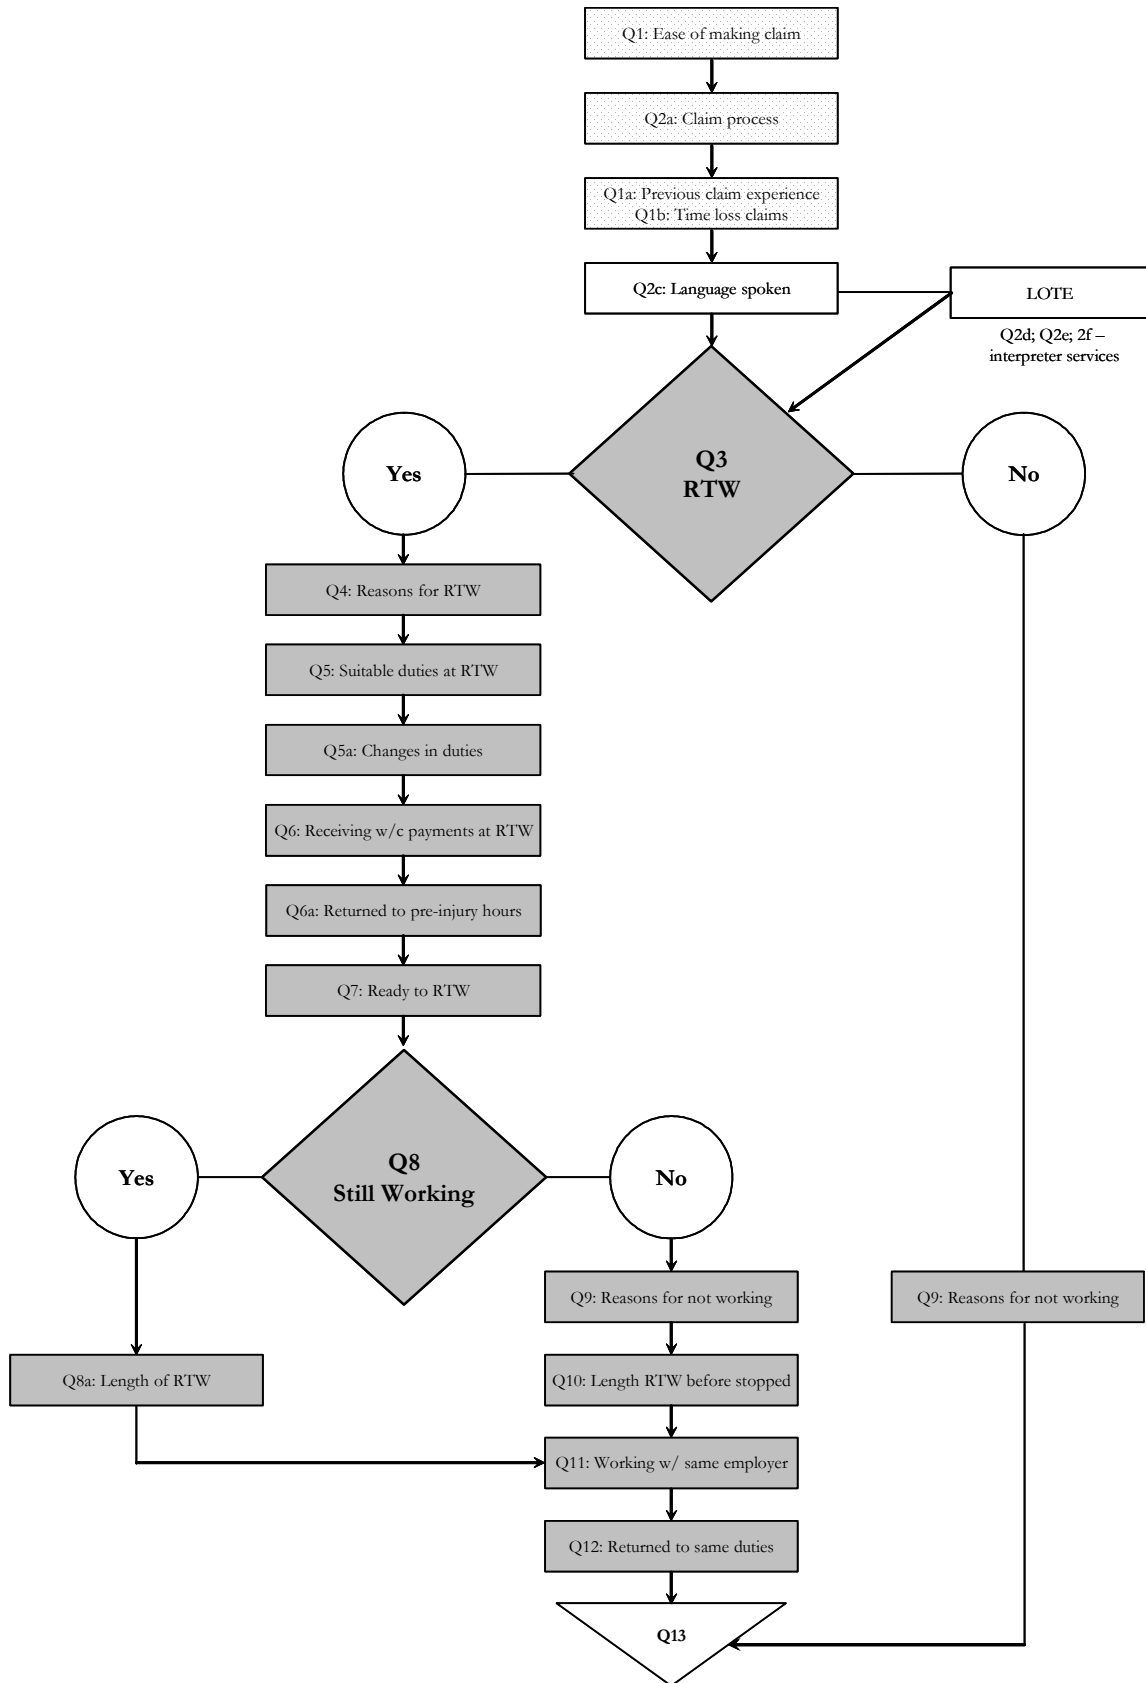 Q1: Ease of making claim
Q2a: Claim process
Q1a: Previous claim experience
Q1b: Time loss claims
Q2c: Language spoken
LOTE
Q2d; Q2e; 2f –
interpreter services
Yes
Q3
RTW
No
Q4: Reasons for RTW
Q5: Suitable duties at RTW
Q5a: Changes in duties
Q6: Receiving w/c payments at RTW
Q6a: Returned to pre-injury hours
Q7: Ready to RTW
Yes
Q8
Still Working
No
Q9: Reasons for not working
Q9: Reasons for not working
Q8a: Length of RTW
Q10: Length RTW before stopped
Q11: Working w/ same employer
Q12: Returned to same duties
Q13